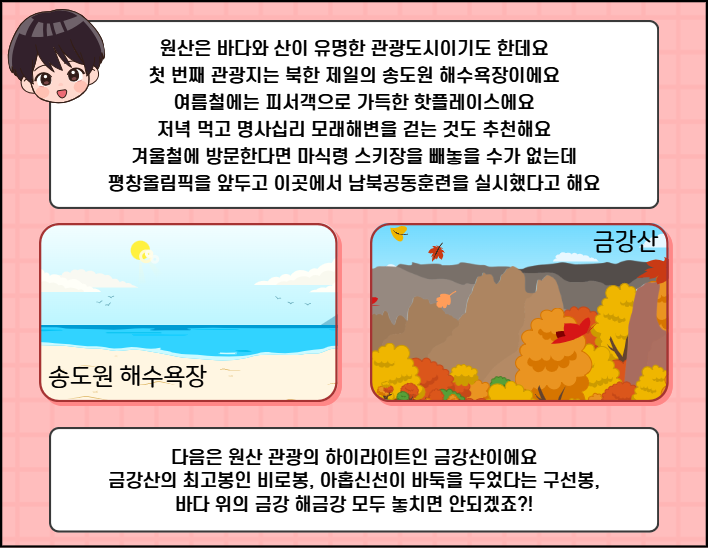 원산은 바다와 산이 유명한 관광도시이기도 한데요
첫 번째 관광지는 북한 제일의 송도원 해수욕장이에요
여름철에는 피서객으로 가득한 핫플레이스에요
저녁 먹고 명사십리 모래해변을 걷는 것도 추천해요
겨울철에 방문한다면 마식령 스키장을 빼놓을 수가 없는데
평창올림픽을 앞두고 이곳에서 남북공동훈련을 실시했다고 해요
금강산
송도원 해수욕장
다음은 원산 관광의 하이라이트인 금강산이에요
금강산의 최고봉인 비로봉, 아홉신선이 바둑을 두었다는 구선봉,
바다 위의 금강 해금강 모두 놓치면 안되겠죠?!